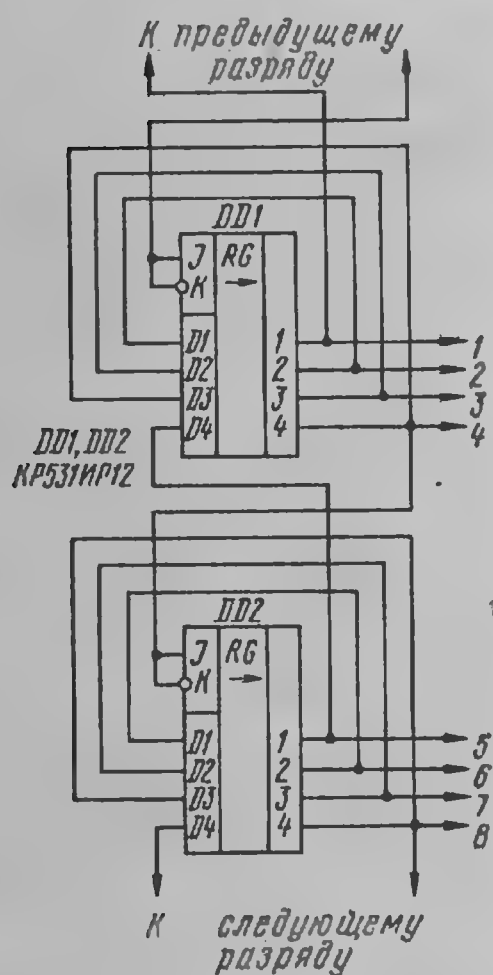 К предыдущему
разряду
DD1
J RG
K
D1 1 1
D2 2 2
D3 3 3
D4 4 4
DD1, DD2
КР531ИР12
DD2
J RG
K
D1 1 5
D2 2 6
D3 3 7
D4 4 8
К следующему
разряду